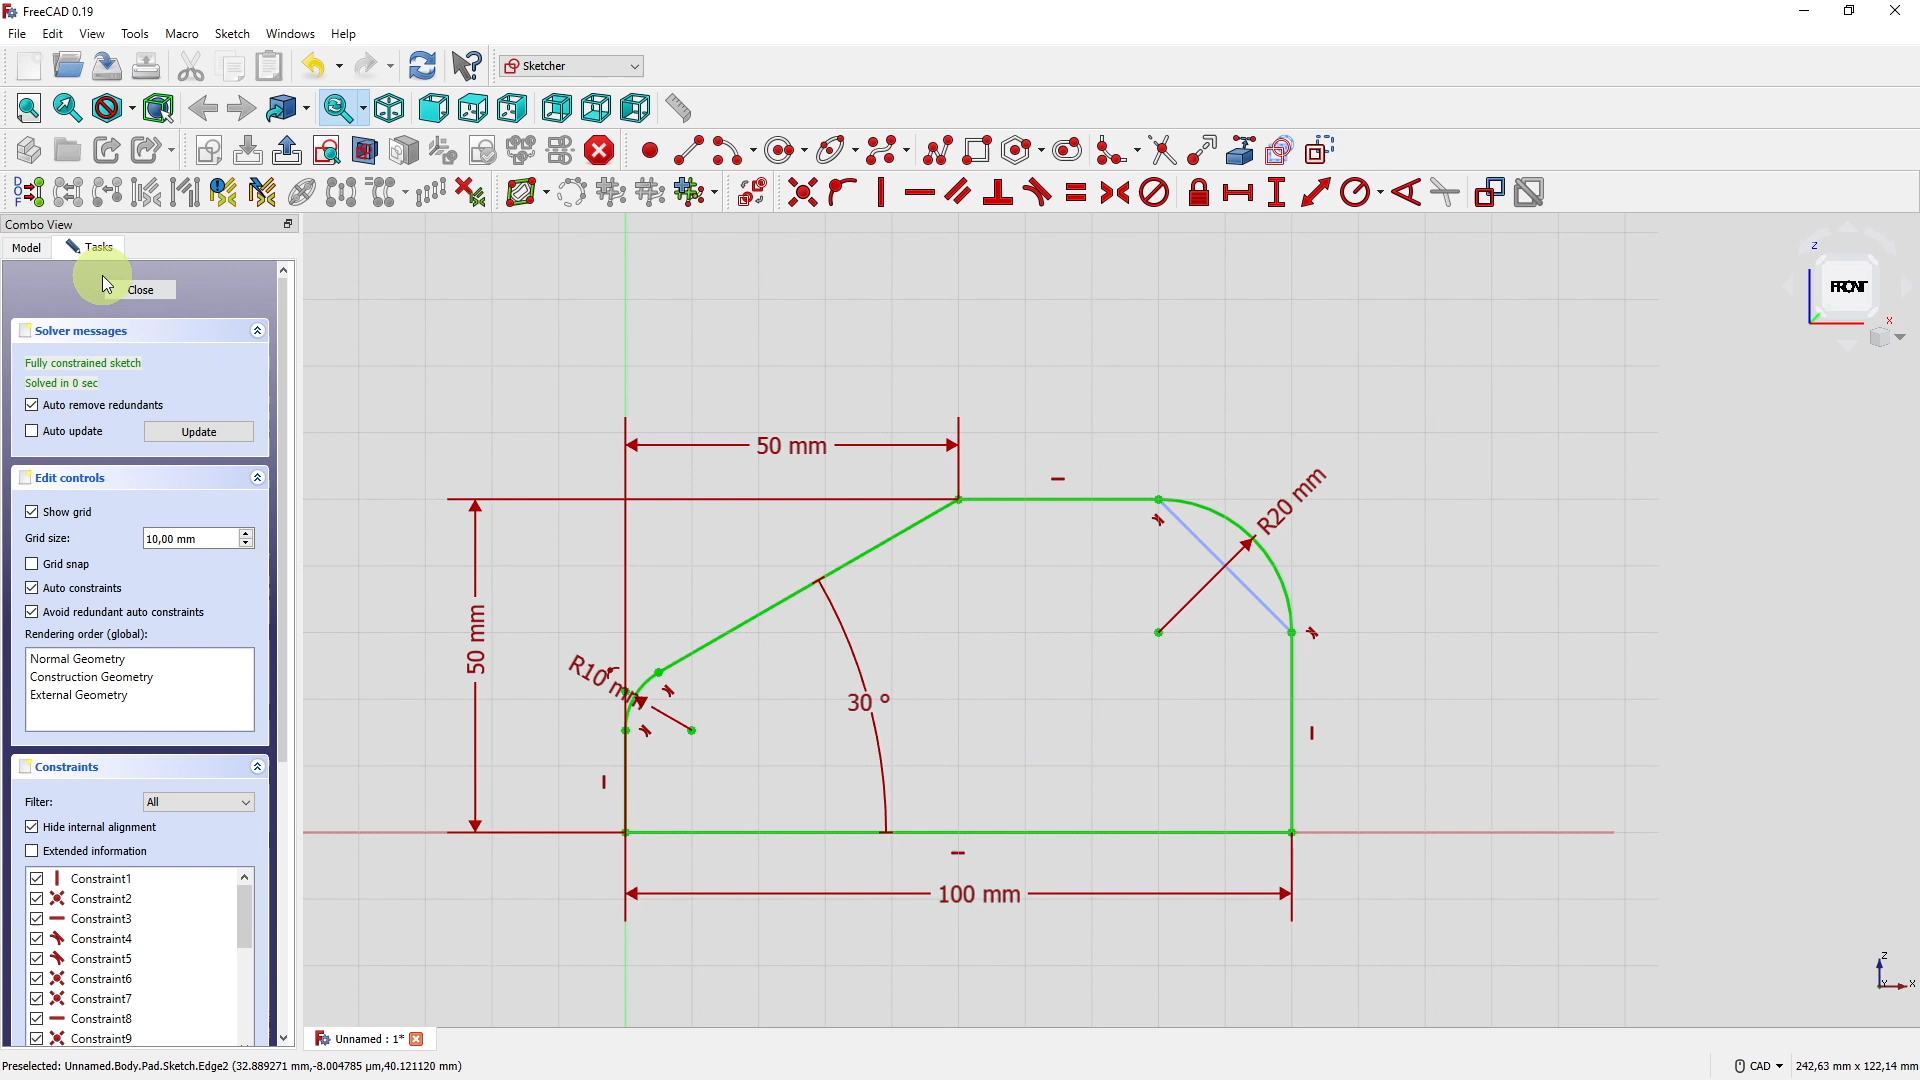 FreeCAD 0.19
File Edit View Tools Macro Sketch Windows Help
Sketcher
Combo View
Model Tasks
Close
Solver messages
Fully constrained sketch
Solved in 0 sec
Auto remove redundants
Auto update Update
Edit controls
Show grid
Grid size: 10,00 mm
Grid snap
Auto constraints
Avoid redundant auto constraints
Rendering order (global):
Normal Geometry
Construction Geometry
External Geometry
Constraints
Filter: All
Hide internal alignment
Extended information
Constraint1
Constraint2
Constraint3
Constraint4
Constraint5
Constraint6
Constraint7
Constraint8
Constraint9
50 mm
R20 mm
50 mm
R10 mm
30 °
100 mm
Z
FRONT
X
Z
Y
X
Unnamed : 1*
Preselected: Unnamed.Body.Pad.Sketch.Edge2 (32.889271 mm,-8.004785 µm,40.121120 mm)
CAD
242,63 mm x 122,14 mm